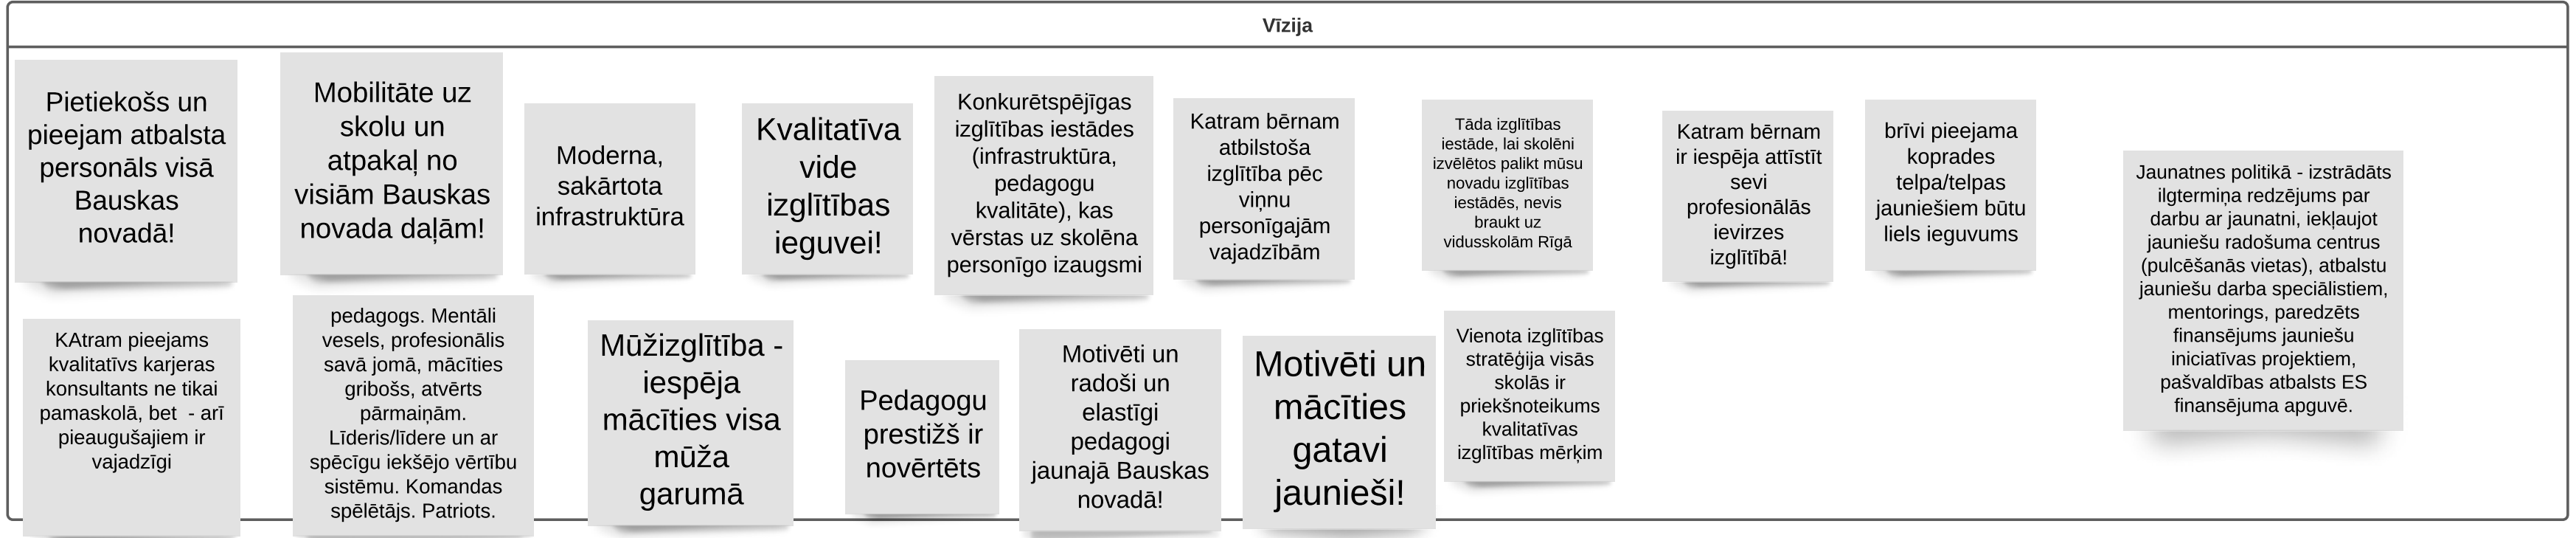 Vīzija
Pietiekošs un
pieejam atbalsta
personāls visā
Bauskas
novadā!
Mobilitāte uz
skolu un
atpakaļ no
visiām Bauskas
novada daļām!
Moderna,
sakārtota
infrastruktūra
Kvalitatīva
vide
izglītības
ieguvei!
Konkurētspējīgas
izglītības iestādes
(infrastruktūra,
pedagogu
kvalitāte), kas
vērstas uz skolēna
personīgo izaugsmi
Katram bērnam
atbilstoša
izglītība pēc
viņnu
personīgajām
vajadzībām
Tāda izglītības
iestāde, lai skolēni
izvēlētos palikt mūsu
novadu izglītības
iestādēs, nevis
braukt uz
vidusskolām Rīgā
Katram bērnam
ir iespēja attīstīt
sevi
profesionālās
ievirzes
izglītībā!
brīvi pieejama
koprades
telpa/telpas
jauniešiem būtu
liels ieguvums
Jaunatnes politikā - izstrādāts
ilgtermiņa redzējums par
darbu ar jaunatni, iekļaujot
jauniešu radošuma centrus
(pulcēšanās vietas), atbalstu
jauniešu darba speciālistiem,
mentorings, paredzēts
finansējums jauniešu
iniciatīvas projektiem,
pašvaldības atbalsts ES
finansējuma apguvē.
KAtram pieejams
kvalitatīvs karjeras
konsultants ne tikai
pamaskolā, bet  - arī
pieaugušajiem ir
vajadzīgi
pedagogs. Mentāli
vesels, profesionālis
savā jomā, mācīties
gribošs, atvērts
pārmaiņām.
Līderis/līdere un ar
spēcīgu iekšējo vērtību
sistēmu. Komandas
spēlētājs. Patriots.
Mūžizglītība -
iespēja
mācīties visa
mūža
garumā
Pedagogu
prestižš ir
novērtēts
Motivēti un
radoši un
elastīgi
pedagogi
jaunajā Bauskas
novadā!
Motivēti un
mācīties
gatavi
jaunieši!
Vienota izglītības
stratēģija visās
skolās ir
priekšnoteikums
kvalitatīvas
izglītības mērķim